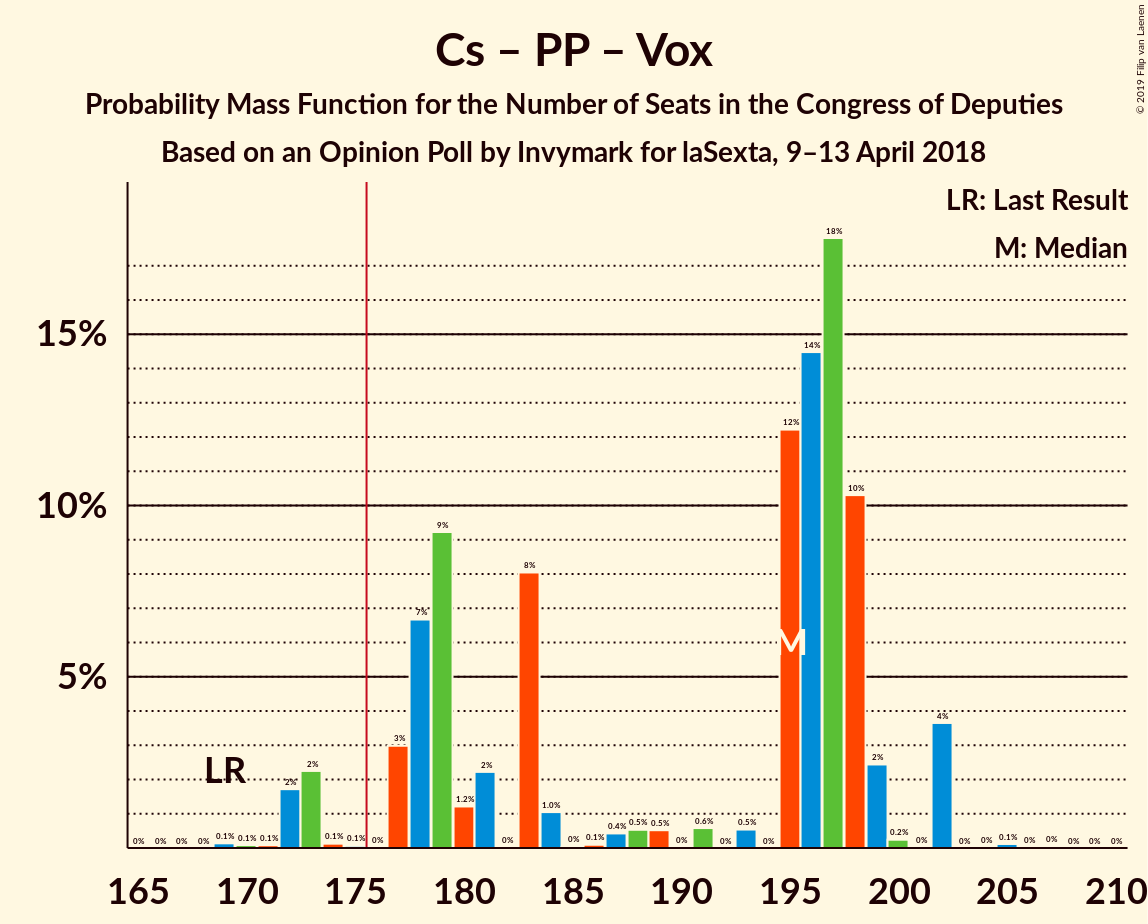 Cs – PP – Vox
Probability Mass Function for the Number of Seats in the Congress of Deputies
Based on an Opinion Poll by Invymark for laSexta, 9–13 April 2018
© 2019 Filip van Laenen
LR: Last Result
M: Median
15%
10%
5%
LR
M
0% 0% 0% 0% 0.1% 0.1% 0.1% 2% 2% 0.1% 0.1% 0% 3% 7% 9% 1.2% 2% 0% 8% 1.0% 0% 0.1% 0.4% 0.5% 0.5% 0% 0.6% 0% 0.5% 0% 12% 14% 18% 10% 2% 0.2% 0% 4% 0% 0% 0.1% 0% 0% 0% 0% 0%
165 170 175 180 185 190 195 200 205 210